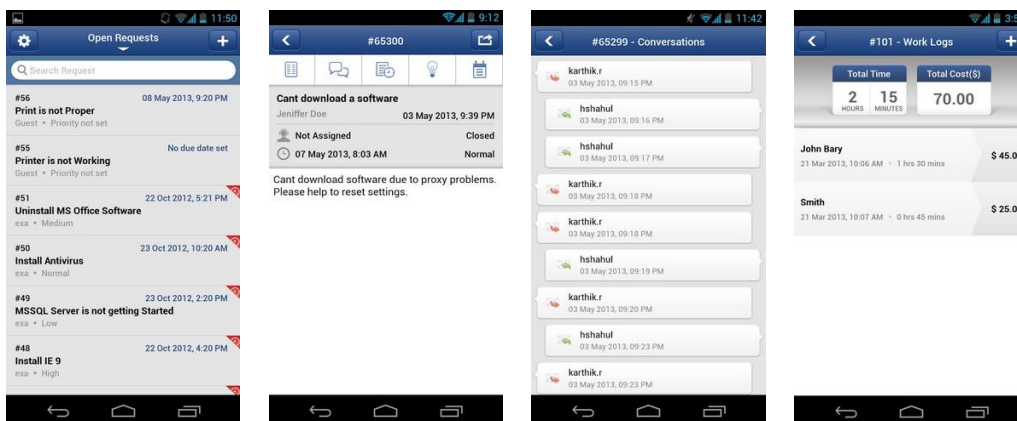 11:50
Open Requests
Search Request
#56 08 May 2013, 9:20 PM
Print is not Proper
Guest • Priority not set
#55 No due date set
Printer is not Working
Guest • Priority not set
#51 22 Oct 2012, 5:21 PM
Uninstall MS Office Software
exa • Medium
#50 23 Oct 2012, 10:20 AM
Install Antivirus
exa • Normal
#49 23 Oct 2012, 2:20 PM
MSSQL Server is not getting Started
exa • Low
#48 22 Oct 2012, 4:20 PM
Install IE 9
exa • High
9:12
#65300
Cant download a software
Jeniffer Doe 03 May 2013, 9:39 PM
Not Assigned Closed
07 May 2013, 8:03 AM Normal
Cant download software due to proxy problems.
Please help to reset settings.
11:42
#65299 - Conversations
karthik.r
03 May 2013, 09:15 PM
hshahul
03 May 2013, 09:16 PM
hshahul
03 May 2013, 09:17 PM
karthik.r
03 May 2013, 09:18 PM
karthik.r
03 May 2013, 09:18 PM
hshahul
03 May 2013, 09:19 PM
karthik.r
03 May 2013, 09:20 PM
hshahul
03 May 2013, 09:23 PM
karthik.r
03 May 2013, 09:23 PM
#101 - Work Logs
Total Time Total Cost($)
2 15 70.00
HOURS MINUTES
John Bary
21 Mar 2013, 10:06 AM • 1 hrs 30 mins $ 45.0
Smith
21 Mar 2013, 10:07 AM • 0 hrs 45 mins $ 25.0